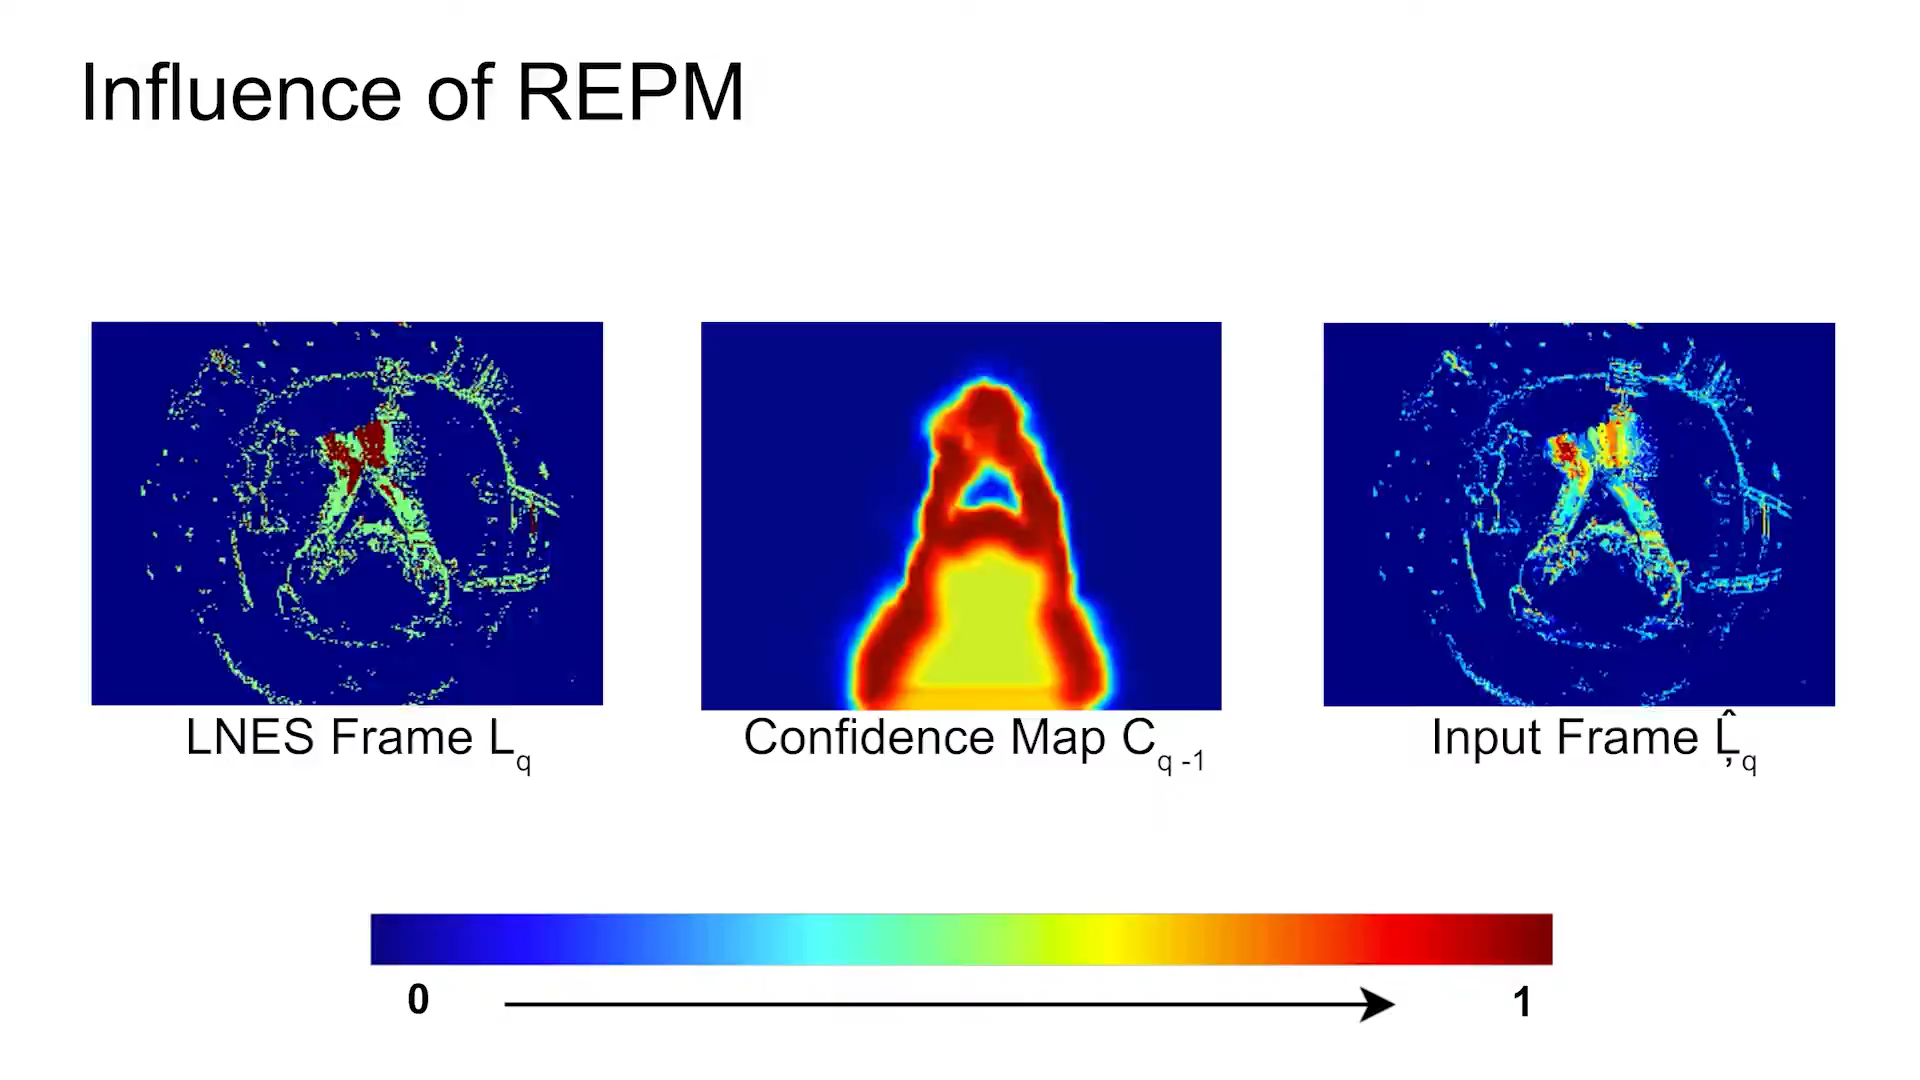 Influence of REPM
LNES Frame Lq
Confidence Map Cq -1
Input Frame Ļ̂q
0
1